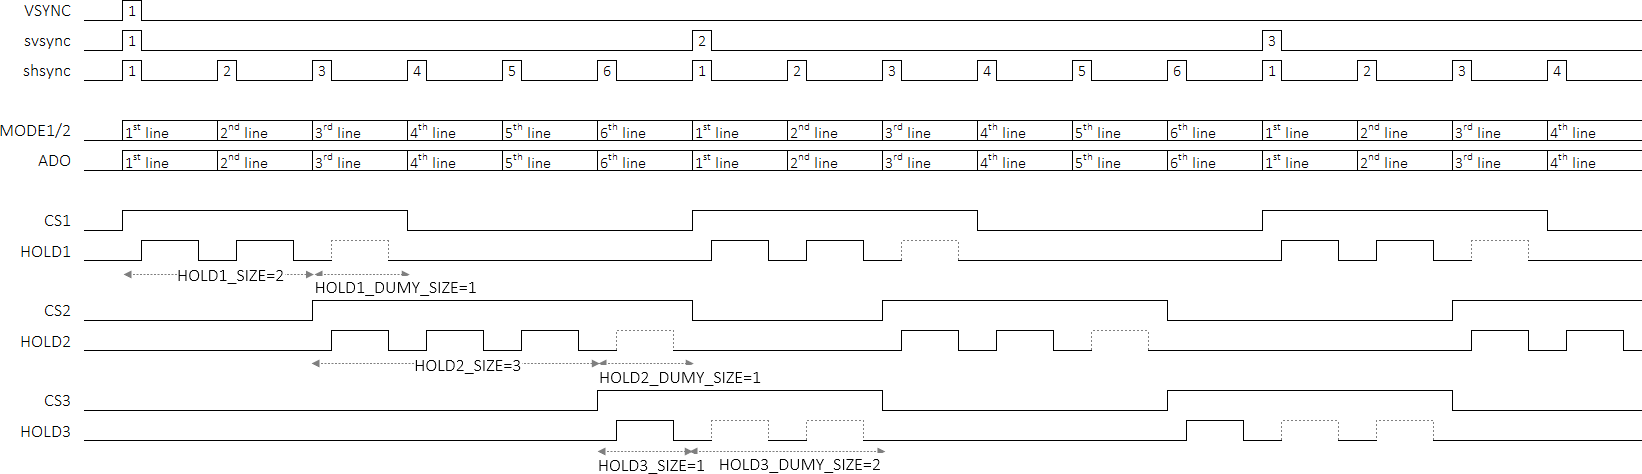 VSYNC 1
svsync 1 2 3
shsync 1 2 3 4 5 6 1 2 3 4 5 6 1 2 3 4
MODE1/2 1st line 2nd line 3rd line 4th line 5th line 6th line 1st line 2nd line 3rd line 4th line 5th line 6th line 1st line 2nd line 3rd line 4th line
ADO 1st line 2nd line 3rd line 4th line 5th line 6th line 1st line 2nd line 3rd line 4th line 5th line 6th line 1st line 2nd line 3rd line 4th line
CS1
HOLD1
HOLD1_SIZE=2
HOLD1_DUMY_SIZE=1
CS2
HOLD2
HOLD2_SIZE=3
HOLD2_DUMY_SIZE=1
CS3
HOLD3
HOLD3_SIZE=1 HOLD3_DUMY_SIZE=2